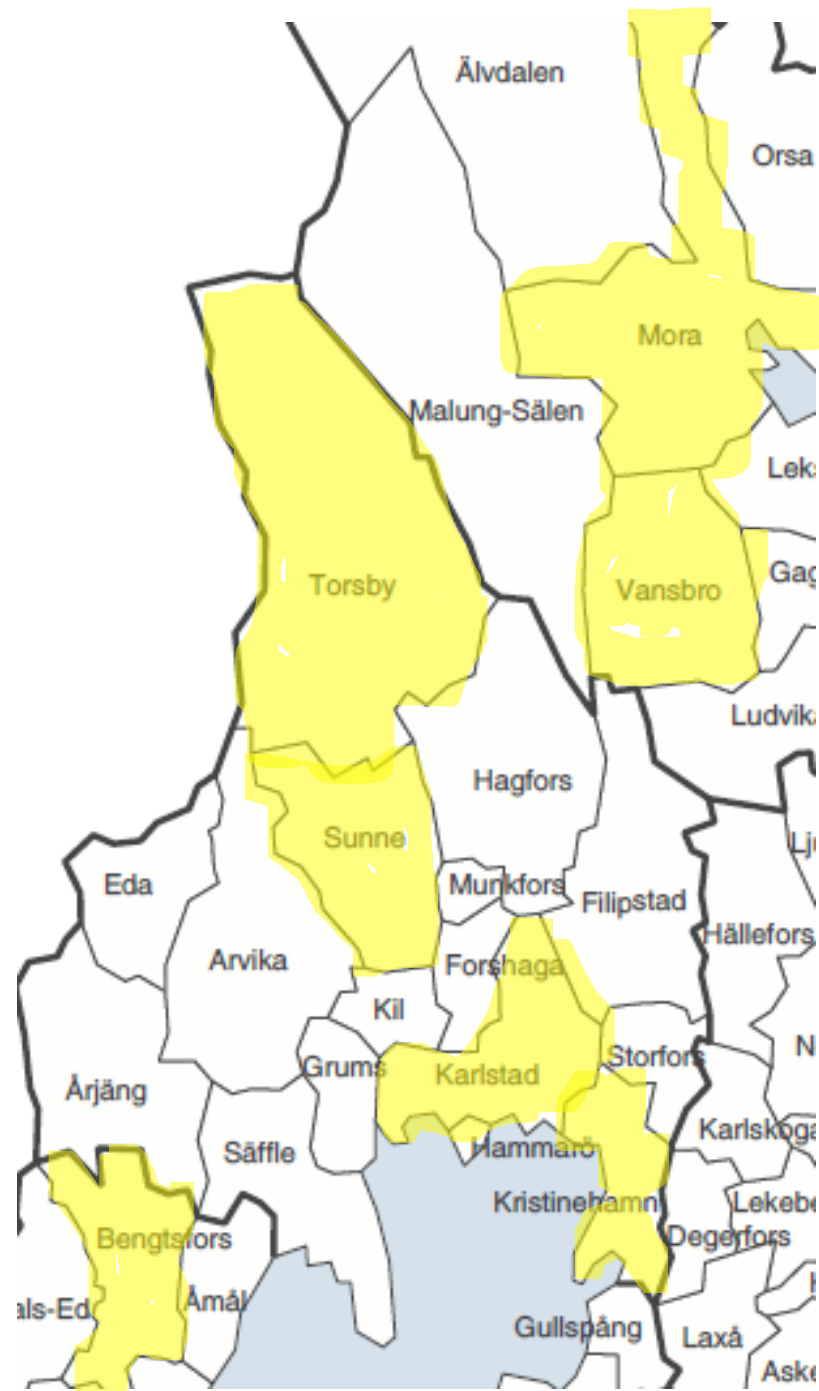 Älvdalen
Orsa
Mora
Malung-Sälen
Leks
Torsby
Vansbro
Gag
Ludvika
Hagfors
Sunne
Lju
Eda
Munkfors
Filipstad
Hällefors
Arvika
Forshaga
Kil
N
Storfors
Grums
Karlstad
Årjäng
Karlskoga
Säffle
Hammarö
Kristinehamn
Lekebe
Bengtsfors
Degerfors
Åmål
als-Ed
Gullspång
Laxå
Aske